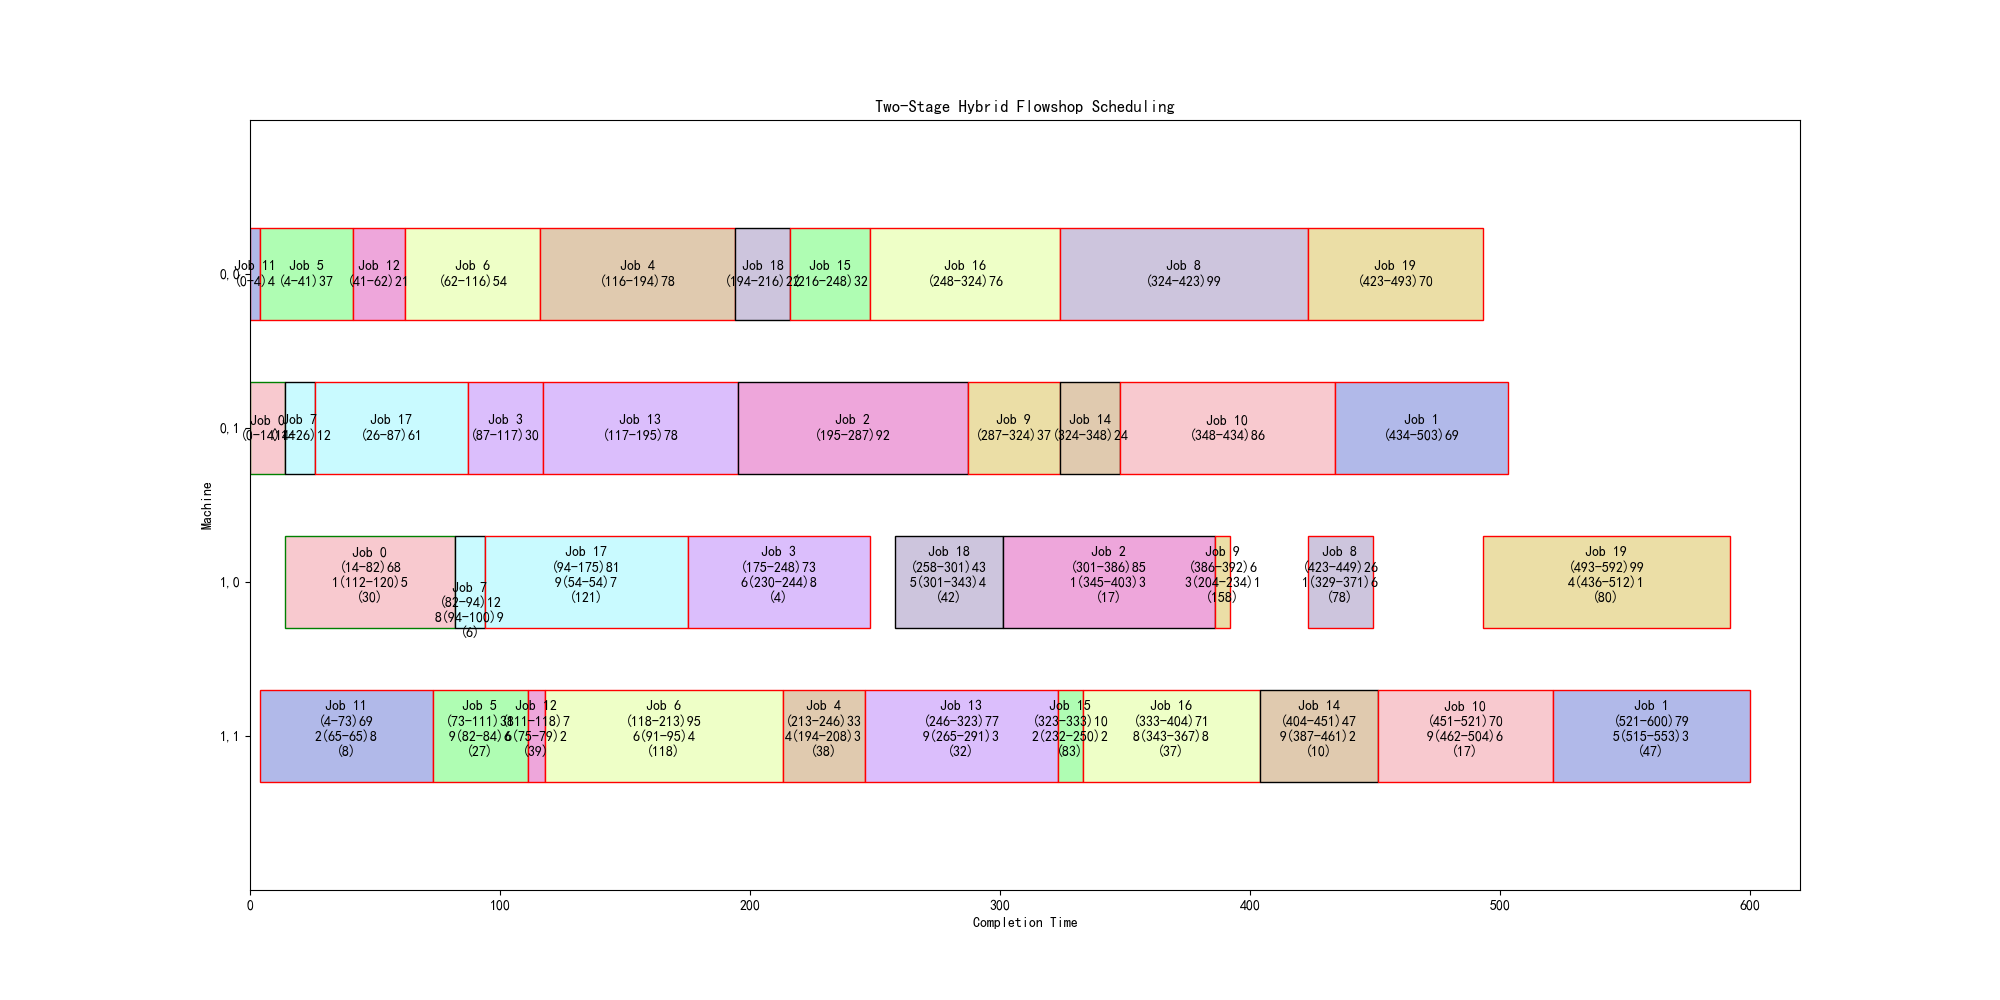 Two-Stage Hybrid Flowshop Scheduling
Machine
0,0
Job 11
(0-4)4
Job 5
(4-41)37
Job 12
(41-62)21
Job 6
(62-116)54
Job 4
(116-194)78
Job 18
(194-216)22
Job 15
(216-248)32
Job 16
(248-324)76
Job 8
(324-423)99
Job 19
(423-493)70
0,1
Job 0
(0-14)14
Job 7
(14-26)12
Job 17
(26-87)61
Job 3
(87-117)30
Job 13
(117-195)78
Job 2
(195-287)92
Job 9
(287-324)37
Job 14
(324-348)24
Job 10
(348-434)86
Job 1
(434-503)69
1,0
Job 0
(14-82)68
1(112-120)5
(30)
Job 7
(82-94)12
8(94-100)9
(6)
Job 17
(94-175)81
9(54-54)7
(121)
Job 3
(175-248)73
6(230-244)8
(4)
Job 18
(258-301)43
5(301-343)4
(42)
Job 2
(301-386)85
1(345-403)3
(17)
Job 9
(386-392)6
3(204-234)1
(158)
Job 8
(423-449)26
1(329-371)6
(78)
Job 19
(493-592)99
4(436-512)1
(80)
1,1
Job 11
(4-73)69
2(65-65)8
(8)
Job 5
(73-111)38
9(82-84)6
(27)
Job 12
(111-118)7
6(75-79)2
(39)
Job 6
(118-213)95
6(91-95)4
(118)
Job 4
(213-246)33
4(194-208)3
(38)
Job 13
(246-323)77
9(265-291)3
(32)
Job 15
(323-333)10
2(232-250)2
(83)
Job 16
(333-404)71
8(343-367)8
(37)
Job 14
(404-451)47
9(387-461)2
(10)
Job 10
(451-521)70
9(462-504)6
(17)
Job 1
(521-600)79
5(515-553)3
(47)
0
100
200
300
400
500
600
Completion Time